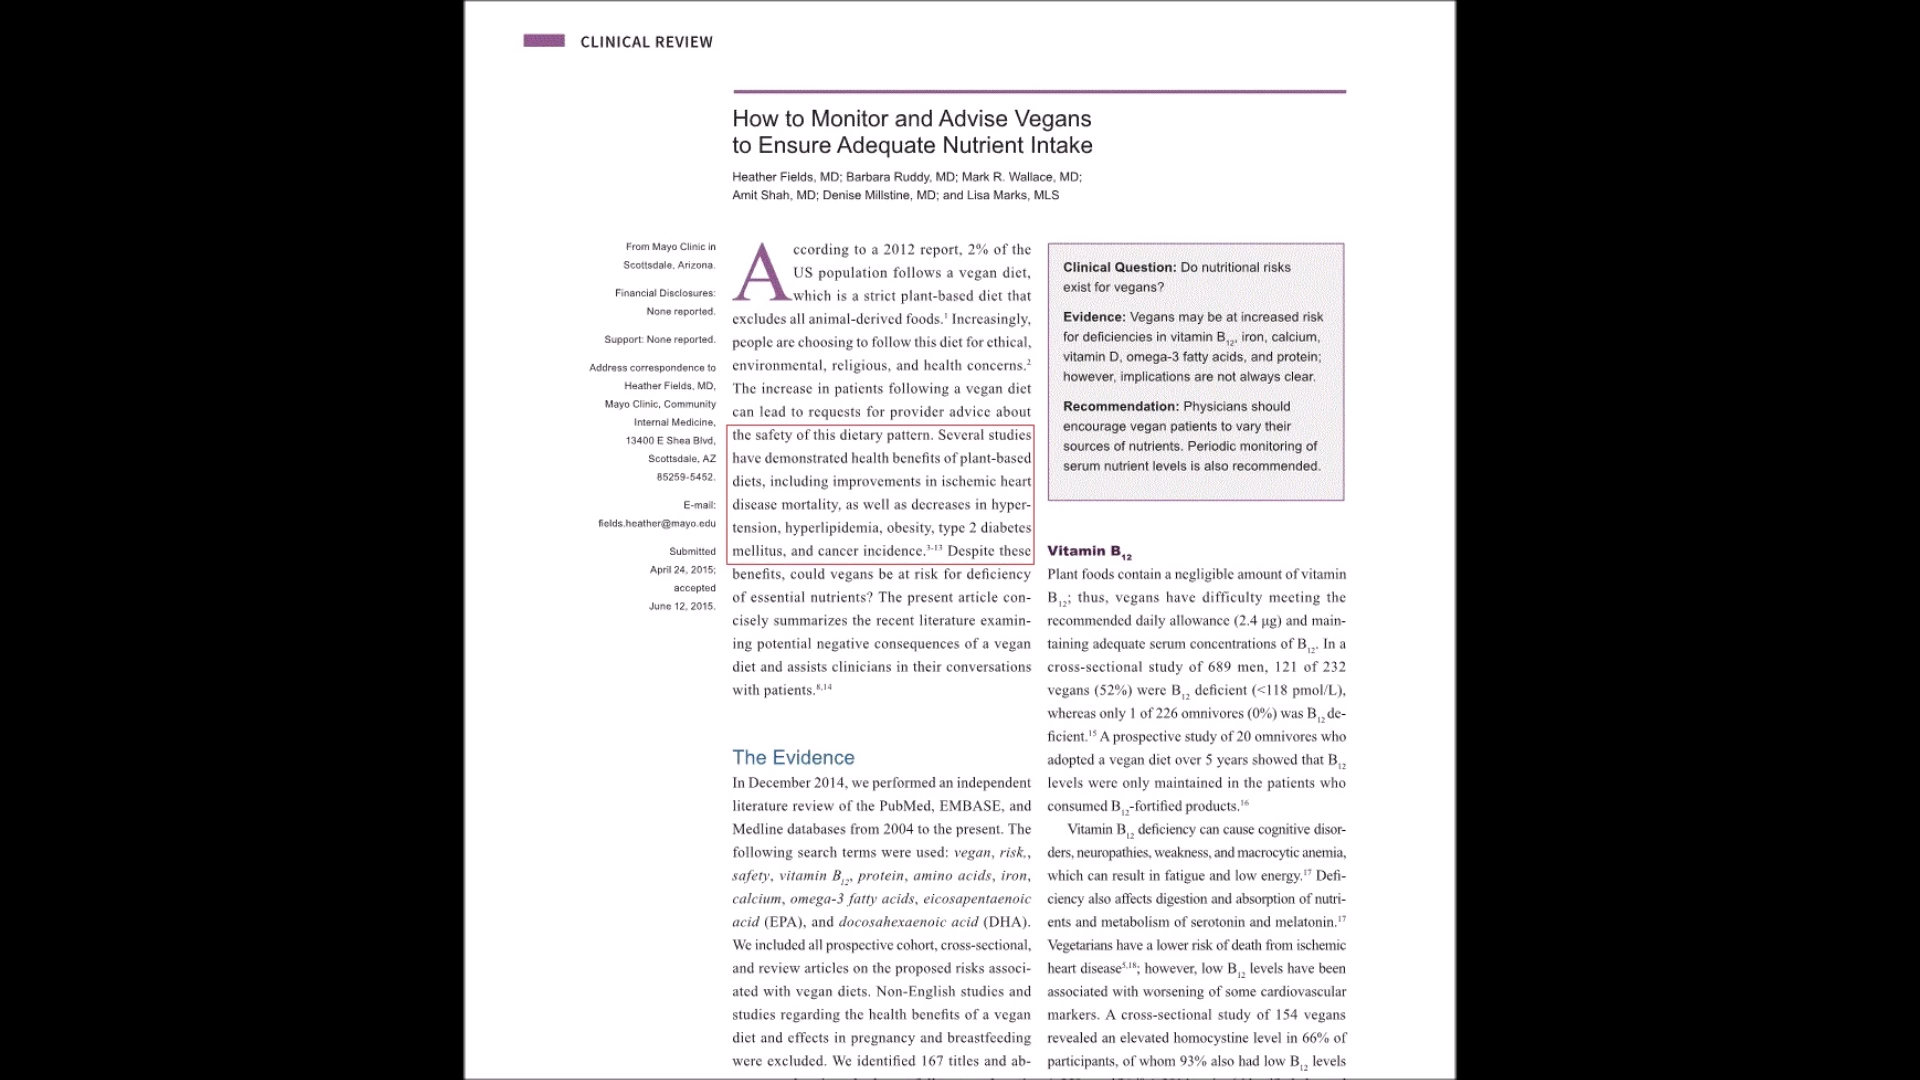 CLINICAL REVIEW
How to Monitor and Advise Vegans
to Ensure Adequate Nutrient Intake
Heather Fields, MD; Barbara Ruddy, MD; Mark R. Wallace, MD;
Amit Shah, MD; Denise Millstine, MD; and Lisa Marks, MLS
From Mayo Clinic in
Scottsdale, Arizona.
Financial Disclosures:
None reported.
Support: None reported.
Address correspondence to
Heather Fields, MD,
Mayo Clinic, Community
Internal Medicine,
13400 E Shea Blvd,
Scottsdale, AZ
85259-5452.
E-mail:
fields.heather@mayo.edu
Submitted
April 24, 2015;
accepted
June 12, 2015.
According to a 2012 report, 2% of the
US population follows a vegan diet,
which is a strict plant-based diet that
excludes all animal-derived foods.1 Increasingly,
people are choosing to follow this diet for ethical,
environmental, religious, and health concerns.2
The increase in patients following a vegan diet
can lead to requests for provider advice about
the safety of this dietary pattern. Several studies
have demonstrated health benefits of plant-based
diets, including improvements in ischemic heart
disease mortality, as well as decreases in hyper-
tension, hyperlipidemia, obesity, type 2 diabetes
mellitus, and cancer incidence.3-13 Despite these
benefits, could vegans be at risk for deficiency
of essential nutrients? The present article con-
cisely summarizes the recent literature examin-
ing potential negative consequences of a vegan
diet and assists clinicians in their conversations
with patients.8,14
The Evidence
In December 2014, we performed an independent
literature review of the PubMed, EMBASE, and
Medline databases from 2004 to the present. The
following search terms were used: vegan, risk,,
safety, vitamin B12, protein, amino acids, iron,
calcium, omega-3 fatty acids, eicosapentaenoic
acid (EPA), and docosahexaenoic acid (DHA).
We included all prospective cohort, cross-sectional,
and review articles on the proposed risks associ-
ated with vegan diets. Non-English studies and
studies regarding the health benefits of a vegan
diet and effects in pregnancy and breastfeeding
were excluded. We identified 167 titles and ab-
Clinical Question: Do nutritional risks
exist for vegans?
Evidence: Vegans may be at increased risk
for deficiencies in vitamin B12, iron, calcium,
vitamin D, omega-3 fatty acids, and protein;
however, implications are not always clear.
Recommendation: Physicians should
encourage vegan patients to vary their
sources of nutrients. Periodic monitoring of
serum nutrient levels is also recommended.
Vitamin B12
Plant foods contain a negligible amount of vitamin
B12; thus, vegans have difficulty meeting the
recommended daily allowance (2.4 µg) and main-
taining adequate serum concentrations of B12. In a
cross-sectional study of 689 men, 121 of 232
vegans (52%) were B12 deficient (<118 pmol/L),
whereas only 1 of 226 omnivores (0%) was B12 de-
ficient.15 A prospective study of 20 omnivores who
adopted a vegan diet over 5 years showed that B12
levels were only maintained in the patients who
consumed B12-fortified products.16
Vitamin B12 deficiency can cause cognitive disor-
ders, neuropathies, weakness, and macrocytic anemia,
which can result in fatigue and low energy.17 Defi-
ciency also affects digestion and absorption of nutri-
ents and metabolism of serotonin and melatonin.17
Vegetarians have a lower risk of death from ischemic
heart disease5,18; however, low B12 levels have been
associated with worsening of some cardiovascular
markers. A cross-sectional study of 154 vegans
revealed an elevated homocystine level in 66% of
participants, of whom 93% also had low B12 levels